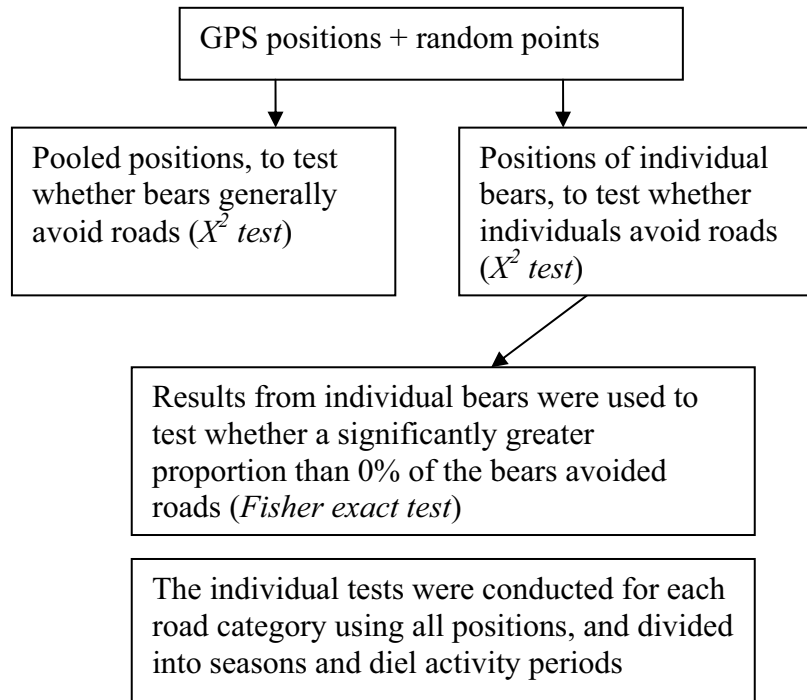 GPS positions + random points
Pooled positions, to test
whether bears generally
avoid roads (X² test)
Positions of individual
bears, to test whether
individuals avoid roads
(X² test)
Results from individual bears were used to
test whether a significantly greater
proportion than 0% of the bears avoided
roads (Fisher exact test)
The individual tests were conducted for each
road category using all positions, and divided
into seasons and diel activity periods